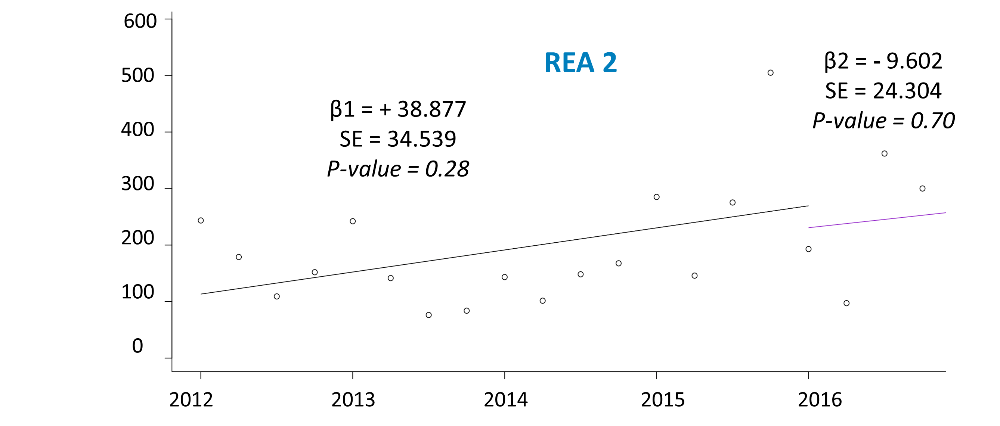 600
REA 2
β2 = - 9.602
500
SE = 24.304
β1 = + 38.877
P-value = 0.70
400
SE = 34.539
P-value = 0.28
300
200
100
0
2012 2013 2014 2015 2016